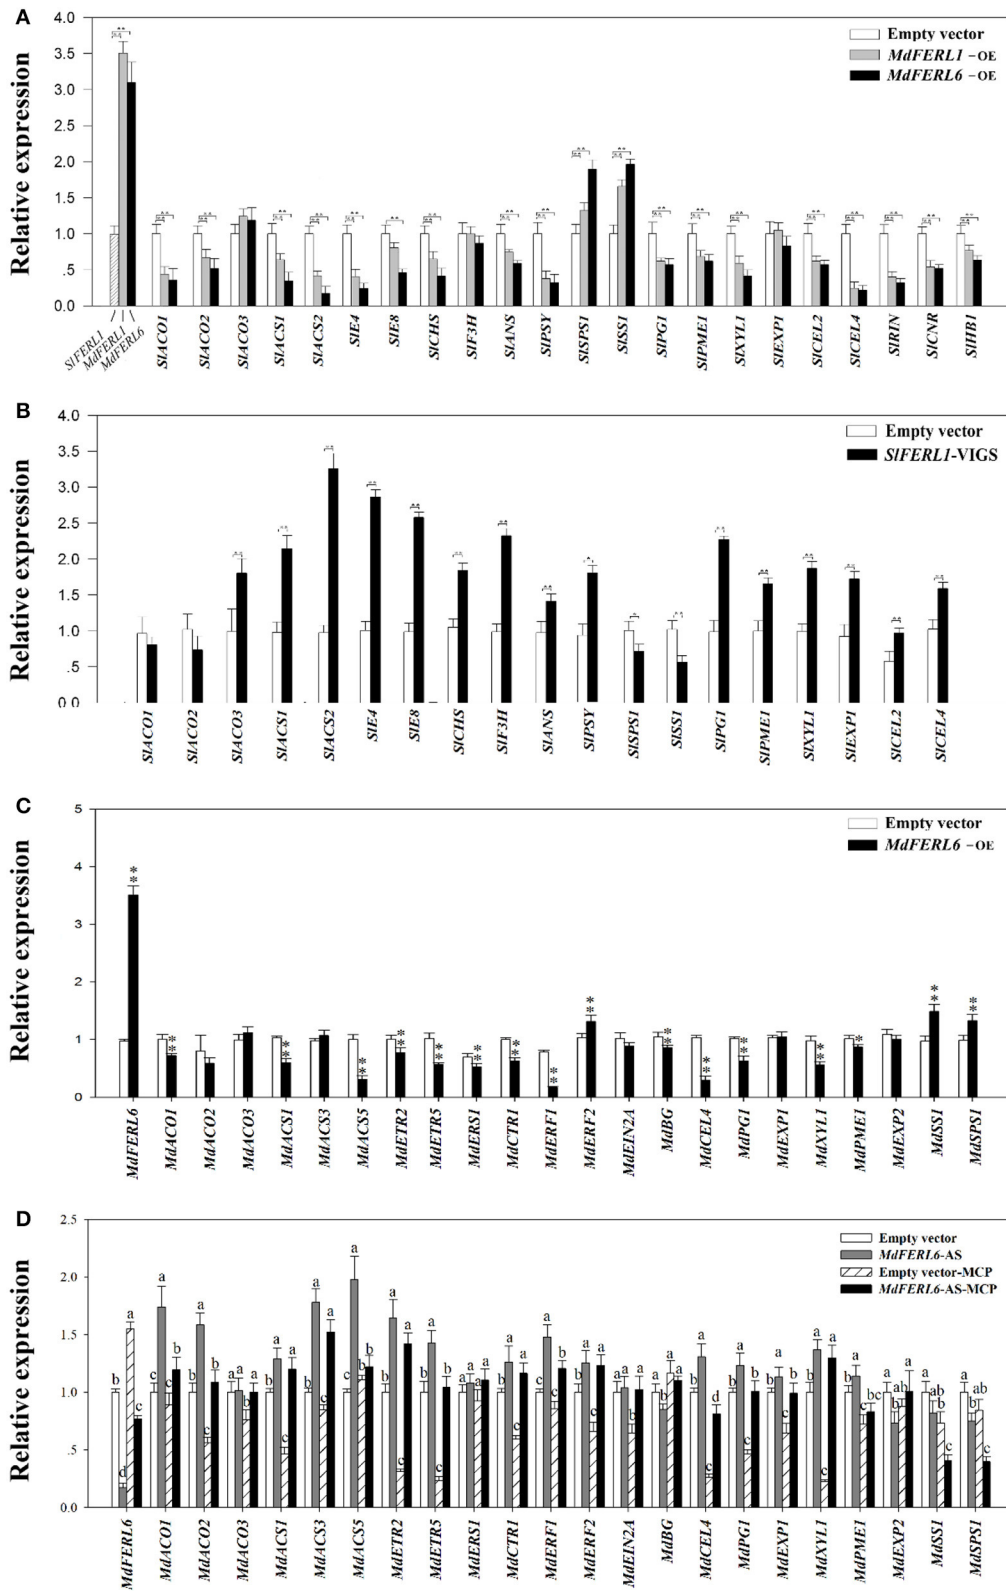 A
Relative expression
4.0
3.5
3.0
2.5
2.0
1.5
1.0
.5
0.0
Empty vector
MdFERL1 -OE
MdFERL6 -OE
SlFERL1
MdFERL1
MdFERL6
SlACO1
SlACO2
SlACO3
SlACS1
SlACS2
SlE4
SlE8
SlCHS
SlF3H
SlANS
SlPSY
SlSPS1
SlSS1
SlPG1
SlPME1
SlXYL1
SlEXP1
SlCEL2
SlCEL4
SlRIN
SlCNR
SlHB1
B
Relative expression
4.0
3.5
3.0
2.5
2.0
1.5
1.0
.5
0.0
Empty vector
SlFERL1-VIGS
SlACO1
SlACO2
SlACO3
SlACS1
SlACS2
SlE4
SlE8
SlCHS
SlF3H
SlANS
SlPSY
SlSPS1
SlSS1
SlPG1
SlPME1
SlXYL1
SlEXP1
SlCEL2
SlCEL4
C
Relative expression
5
4
3
2
1
0
Empty vector
MdFERL6 -OE
MdFERL6
MdACO1
MdACO2
MdACO3
MdACS1
MdACS3
MdACS5
MdETR2
MdETR5
MdERS1
MdCTR1
MdERF1
MdERF2
MdEIN2A
MdBG
MdCEL4
MdPG1
MdEXP1
MdXYL1
MdPME1
MdEXP2
MdSS1
MdSPS1
D
Relative expression
2.5
2.0
1.5
1.0
.5
0.0
Empty vector
MdFERL6-AS
Empty vector-MCP
MdFERL6-AS-MCP
b d a c
c a c b
c a c b
a a b a
b a c a
b a b a
c a b b
b a c a
b a c b
a a a a
b a c a
c a c b
b a c a
a a b a
a b a a
b a c d
b a c b
b a c b
b a c a
b a c bc
a b ab a
a ab b c
a b ab c
MdFERL6
MdACO1
MdACO2
MdACO3
MdACS1
MdACS3
MdACS5
MdETR2
MdETR5
MdERS1
MdCTR1
MdERF1
MdERF2
MdEIN2A
MdBG
MdCEL4
MdPG1
MdEXP1
MdXYL1
MdPME1
MdEXP2
MdSS1
MdSPS1